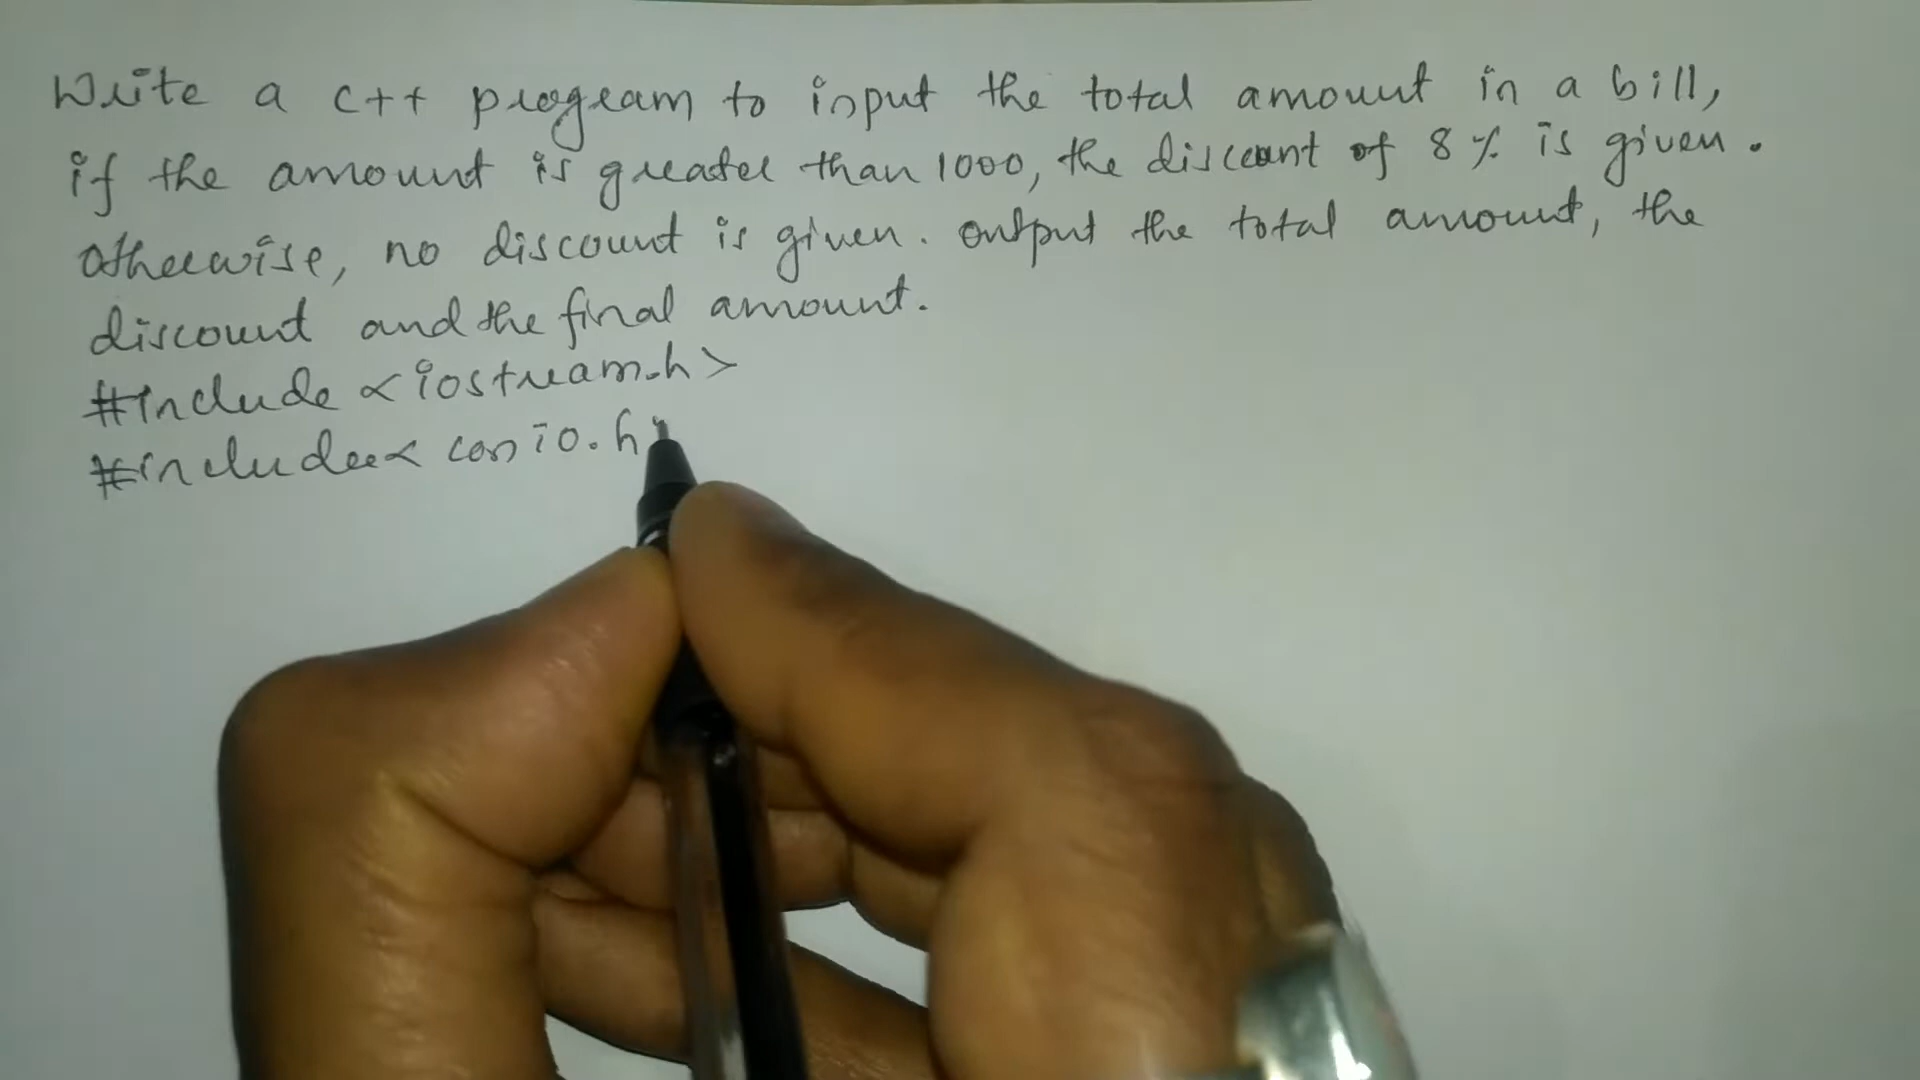 Write a c++ program to input the total amount in a bill,
if the amount is greater than 1000, the discount of 8% is given.
otherwise, no discount is given. output the total amount, the
discount and the final amount.
#include <iostream.h>
#include< conio.h